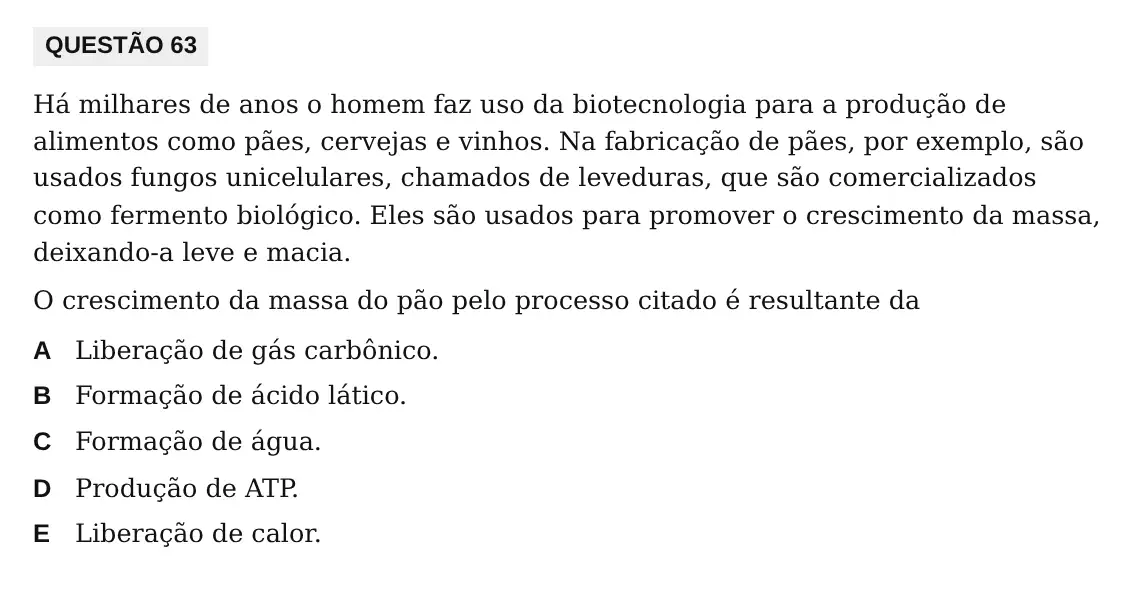 QUESTÃO 63
Há milhares de anos o homem faz uso da biotecnologia para a produção de
alimentos como pães, cervejas e vinhos. Na fabricação de pães, por exemplo, são
usados fungos unicelulares, chamados de leveduras, que são comercializados
como fermento biológico. Eles são usados para promover o crescimento da massa,
deixando-a leve e macia.
O crescimento da massa do pão pelo processo citado é resultante da
A Liberação de gás carbônico.
B Formação de ácido lático.
C Formação de água.
D Produção de ATP.
E Liberação de calor.